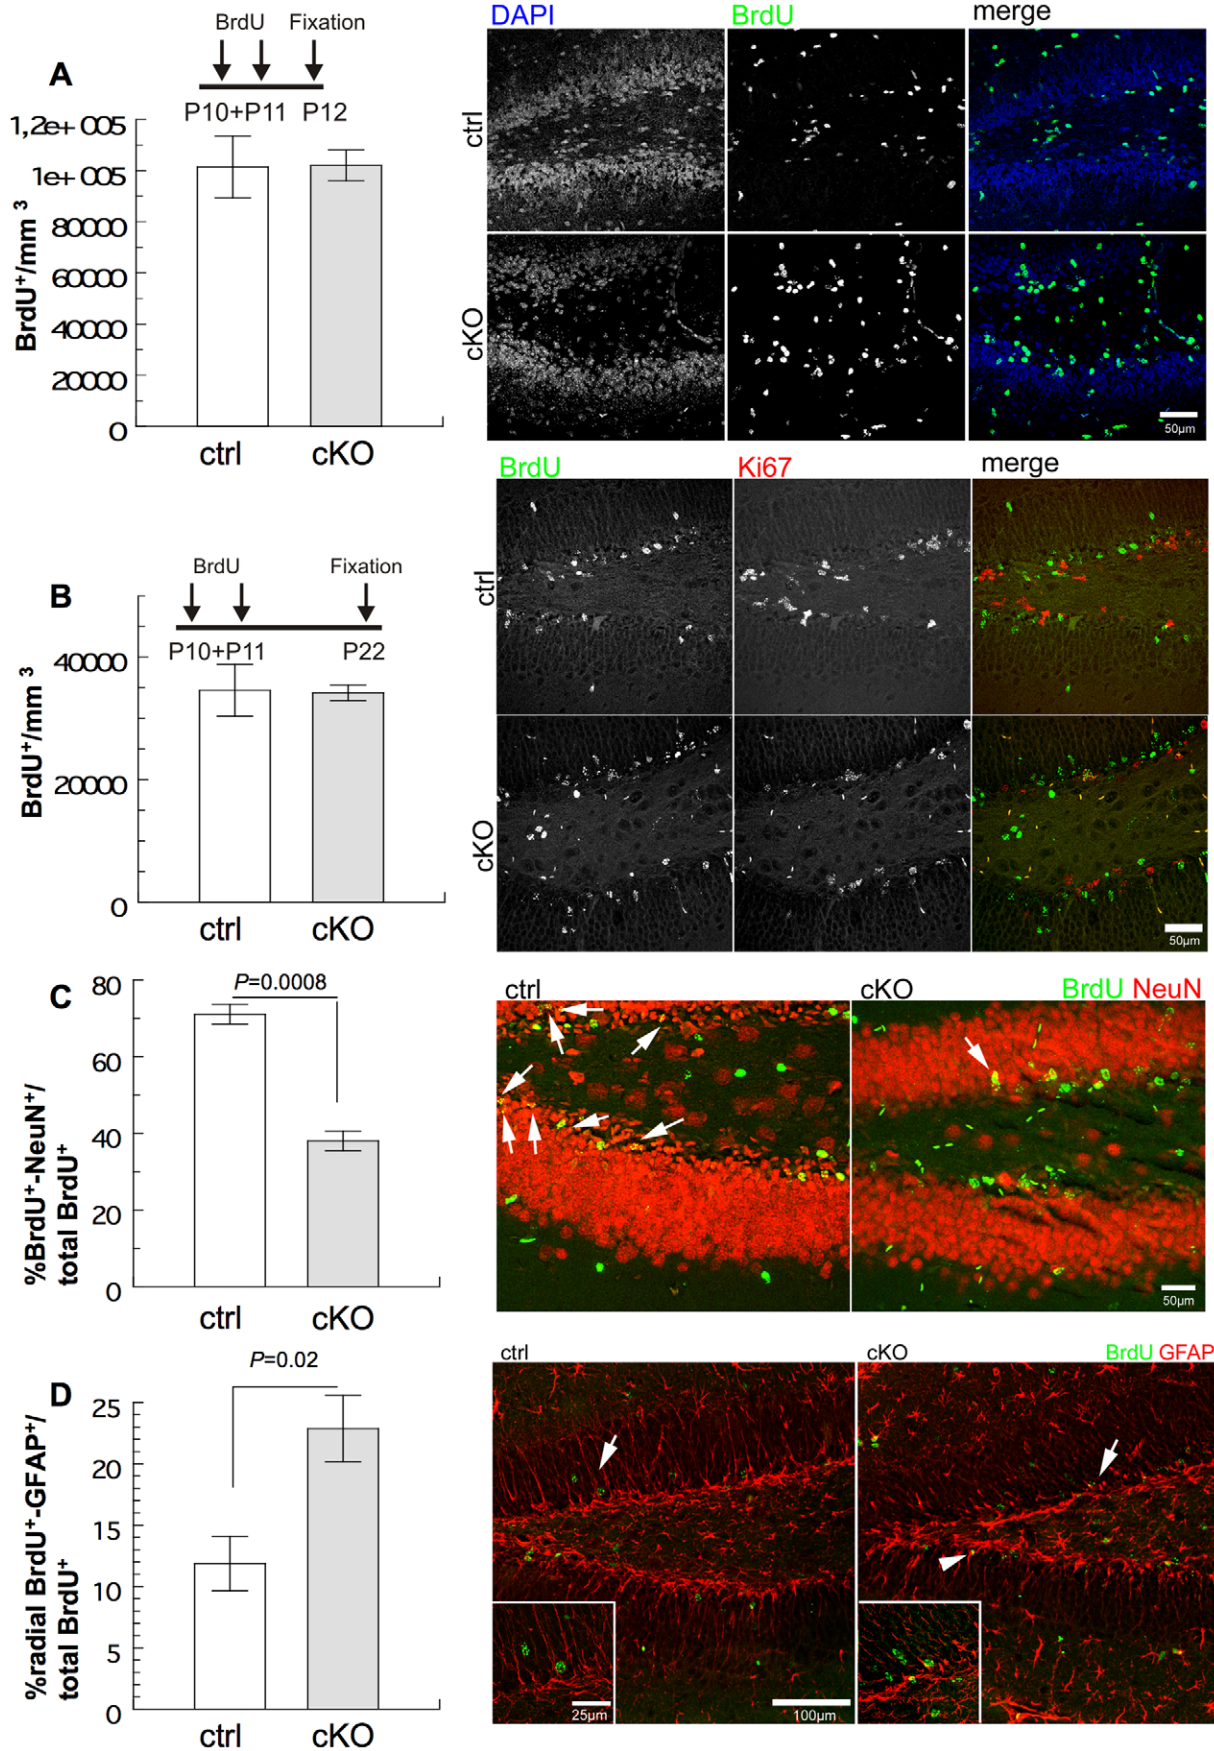 A
BrdU Fixation
P10+P11 P12
1,2e+005
1e+005
80000
60000
40000
20000
0
BrdU+/mm 3
ctrl cKO
DAPI BrdU merge
ctrl
cKO
50µm
B
BrdU Fixation
P10+P11 P22
40000
20000
0
BrdU+/mm 3
ctrl cKO
BrdU Ki67 merge
ctrl
cKO
50µm
C
P=0.0008
80
60
40
20
0
%BrdU+-NeuN+/
total BrdU+
ctrl cKO
ctrl cKO BrdU NeuN
50µm
D
P=0.02
25
20
15
10
5
0
%radial BrdU+-GFAP+/
total BrdU+
ctrl cKO
ctrl cKO BrdU GFAP
25µm 100µm